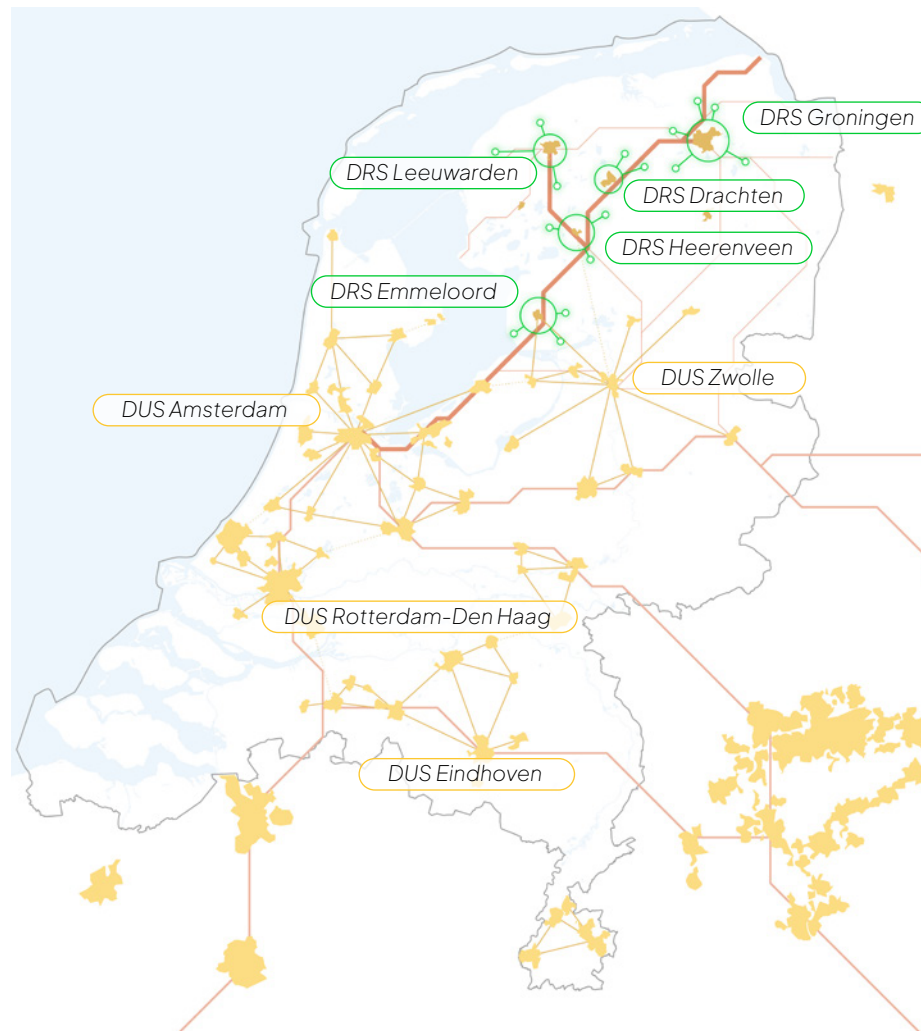 DRS Groningen
DRS Leeuwarden
DRS Drachten
DRS Heerenveen
DRS Emmeloord
DUS Zwolle
DUS Amsterdam
DUS Rotterdam-Den Haag
DUS Eindhoven